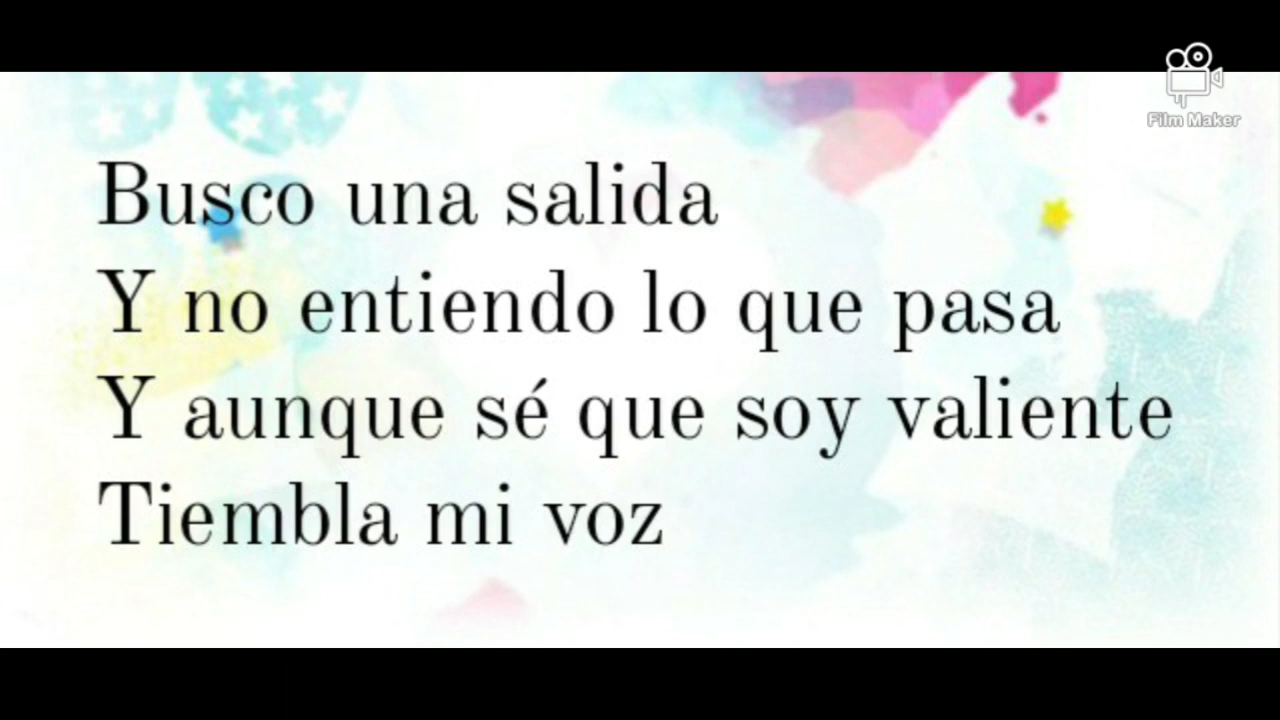 Film Maker
Busco una salida
Y no entiendo lo que pasa
Y aunque sé que soy valiente
Tiembla mi voz